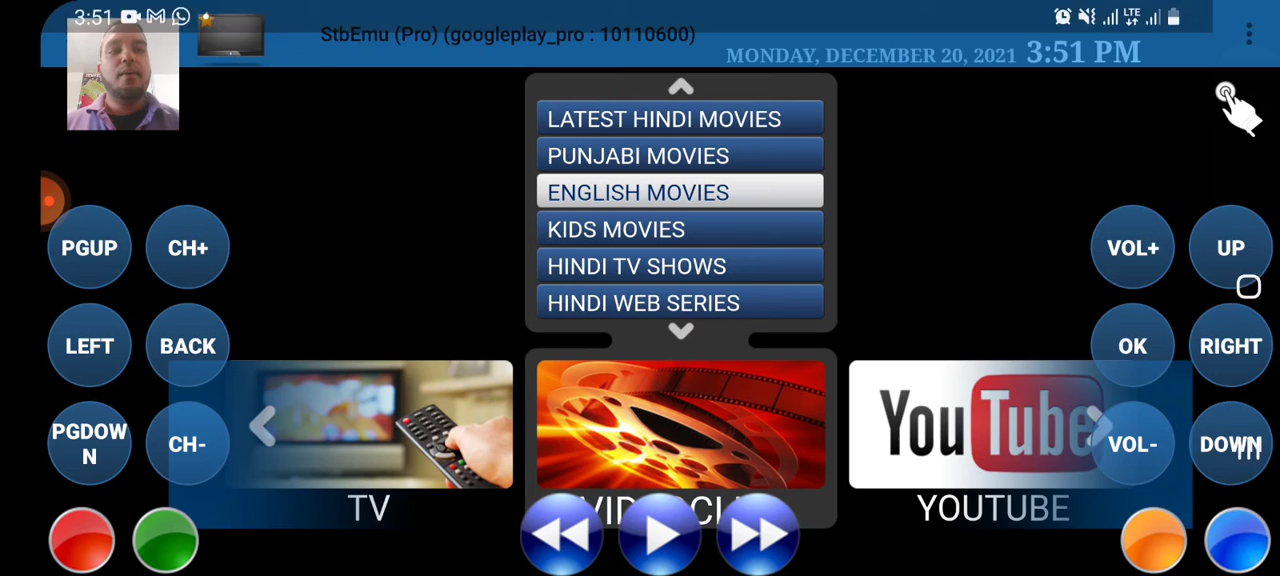 3:51
LTE
StbEmu (Pro) (googleplay_pro : 10110600)
MONDAY, DECEMBER 20, 2021 3:51 PM
LATEST HINDI MOVIES
PUNJABI MOVIES
ENGLISH MOVIES
KIDS MOVIES
HINDI TV SHOWS
HINDI WEB SERIES
PGUP
CH+
VOL+
UP
LEFT
BACK
OK
RIGHT
PGDOW
N
CH-
VOL-
DOWN
YouTube
TV
YOUTUBE